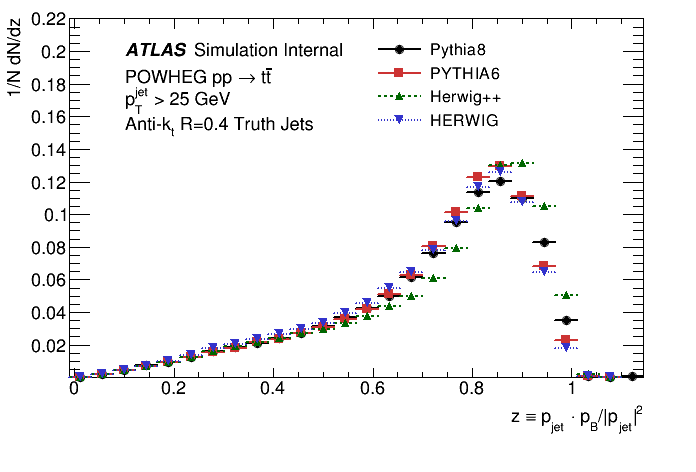 1/N dN/dz
0.22
0.2
0.18
0.16
0.14
0.12
0.1
0.08
0.06
0.04
0.02
ATLAS Simulation Internal
POWHEG pp → tt̄
p_T^jet > 25 GeV
Anti-k_t R=0.4 Truth Jets
Pythia8
PYTHIA6
Herwig++
HERWIG
0 0.2 0.4 0.6 0.8 1
z ≡ p_jet · p_B/|p_jet|²